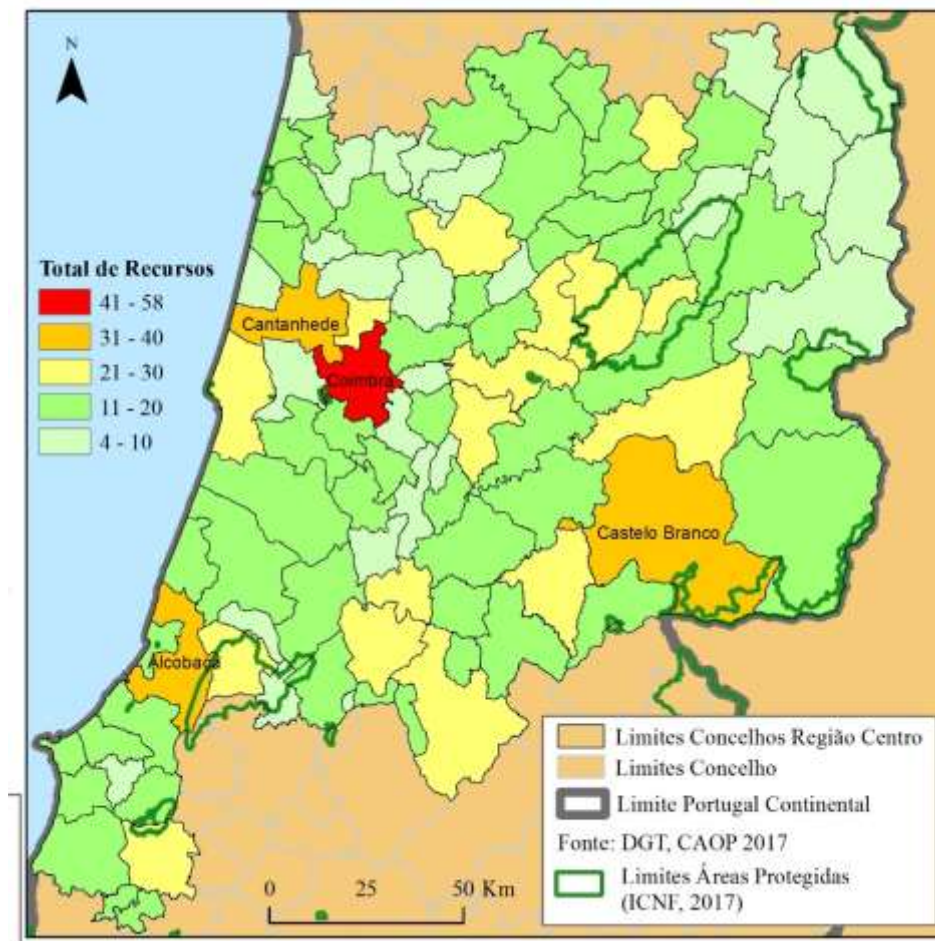 N
Total de Recursos
41 - 58
31 - 40
21 - 30
11 - 20
4 - 10
Cantanhede
Coimbra
Castelo Branco
Alcobaça
0 25 50 Km
Limites Concelhos Região Centro
Limites Concelho
Limite Portugal Continental
Fonte: DGT, CAOP 2017
Limites Áreas Protegidas
(ICNF, 2017)